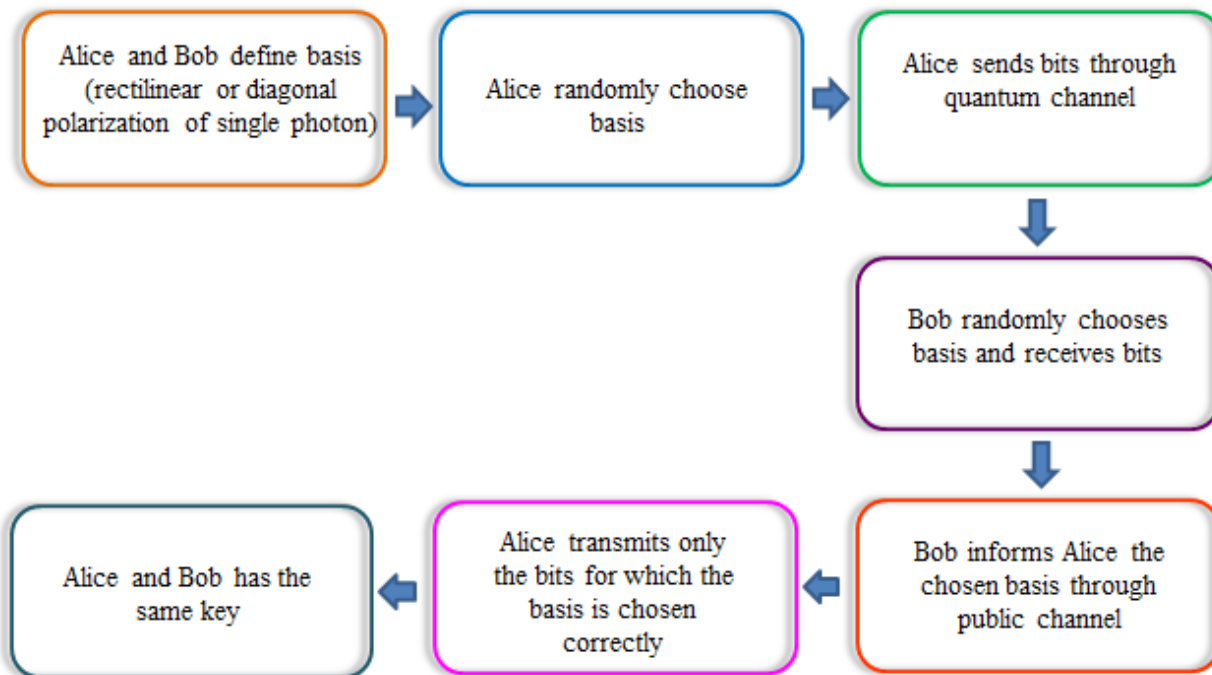 Alice and Bob define basis
(rectilinear or diagonal
polarization of single photon)
Alice randomly choose
basis
Alice sends bits through
quantum channel
Bob randomly chooses
basis and receives bits
Bob informs Alice the
chosen basis through
public channel
Alice transmits only
the bits for which the
basis is chosen
correctly
Alice and Bob has the
same key